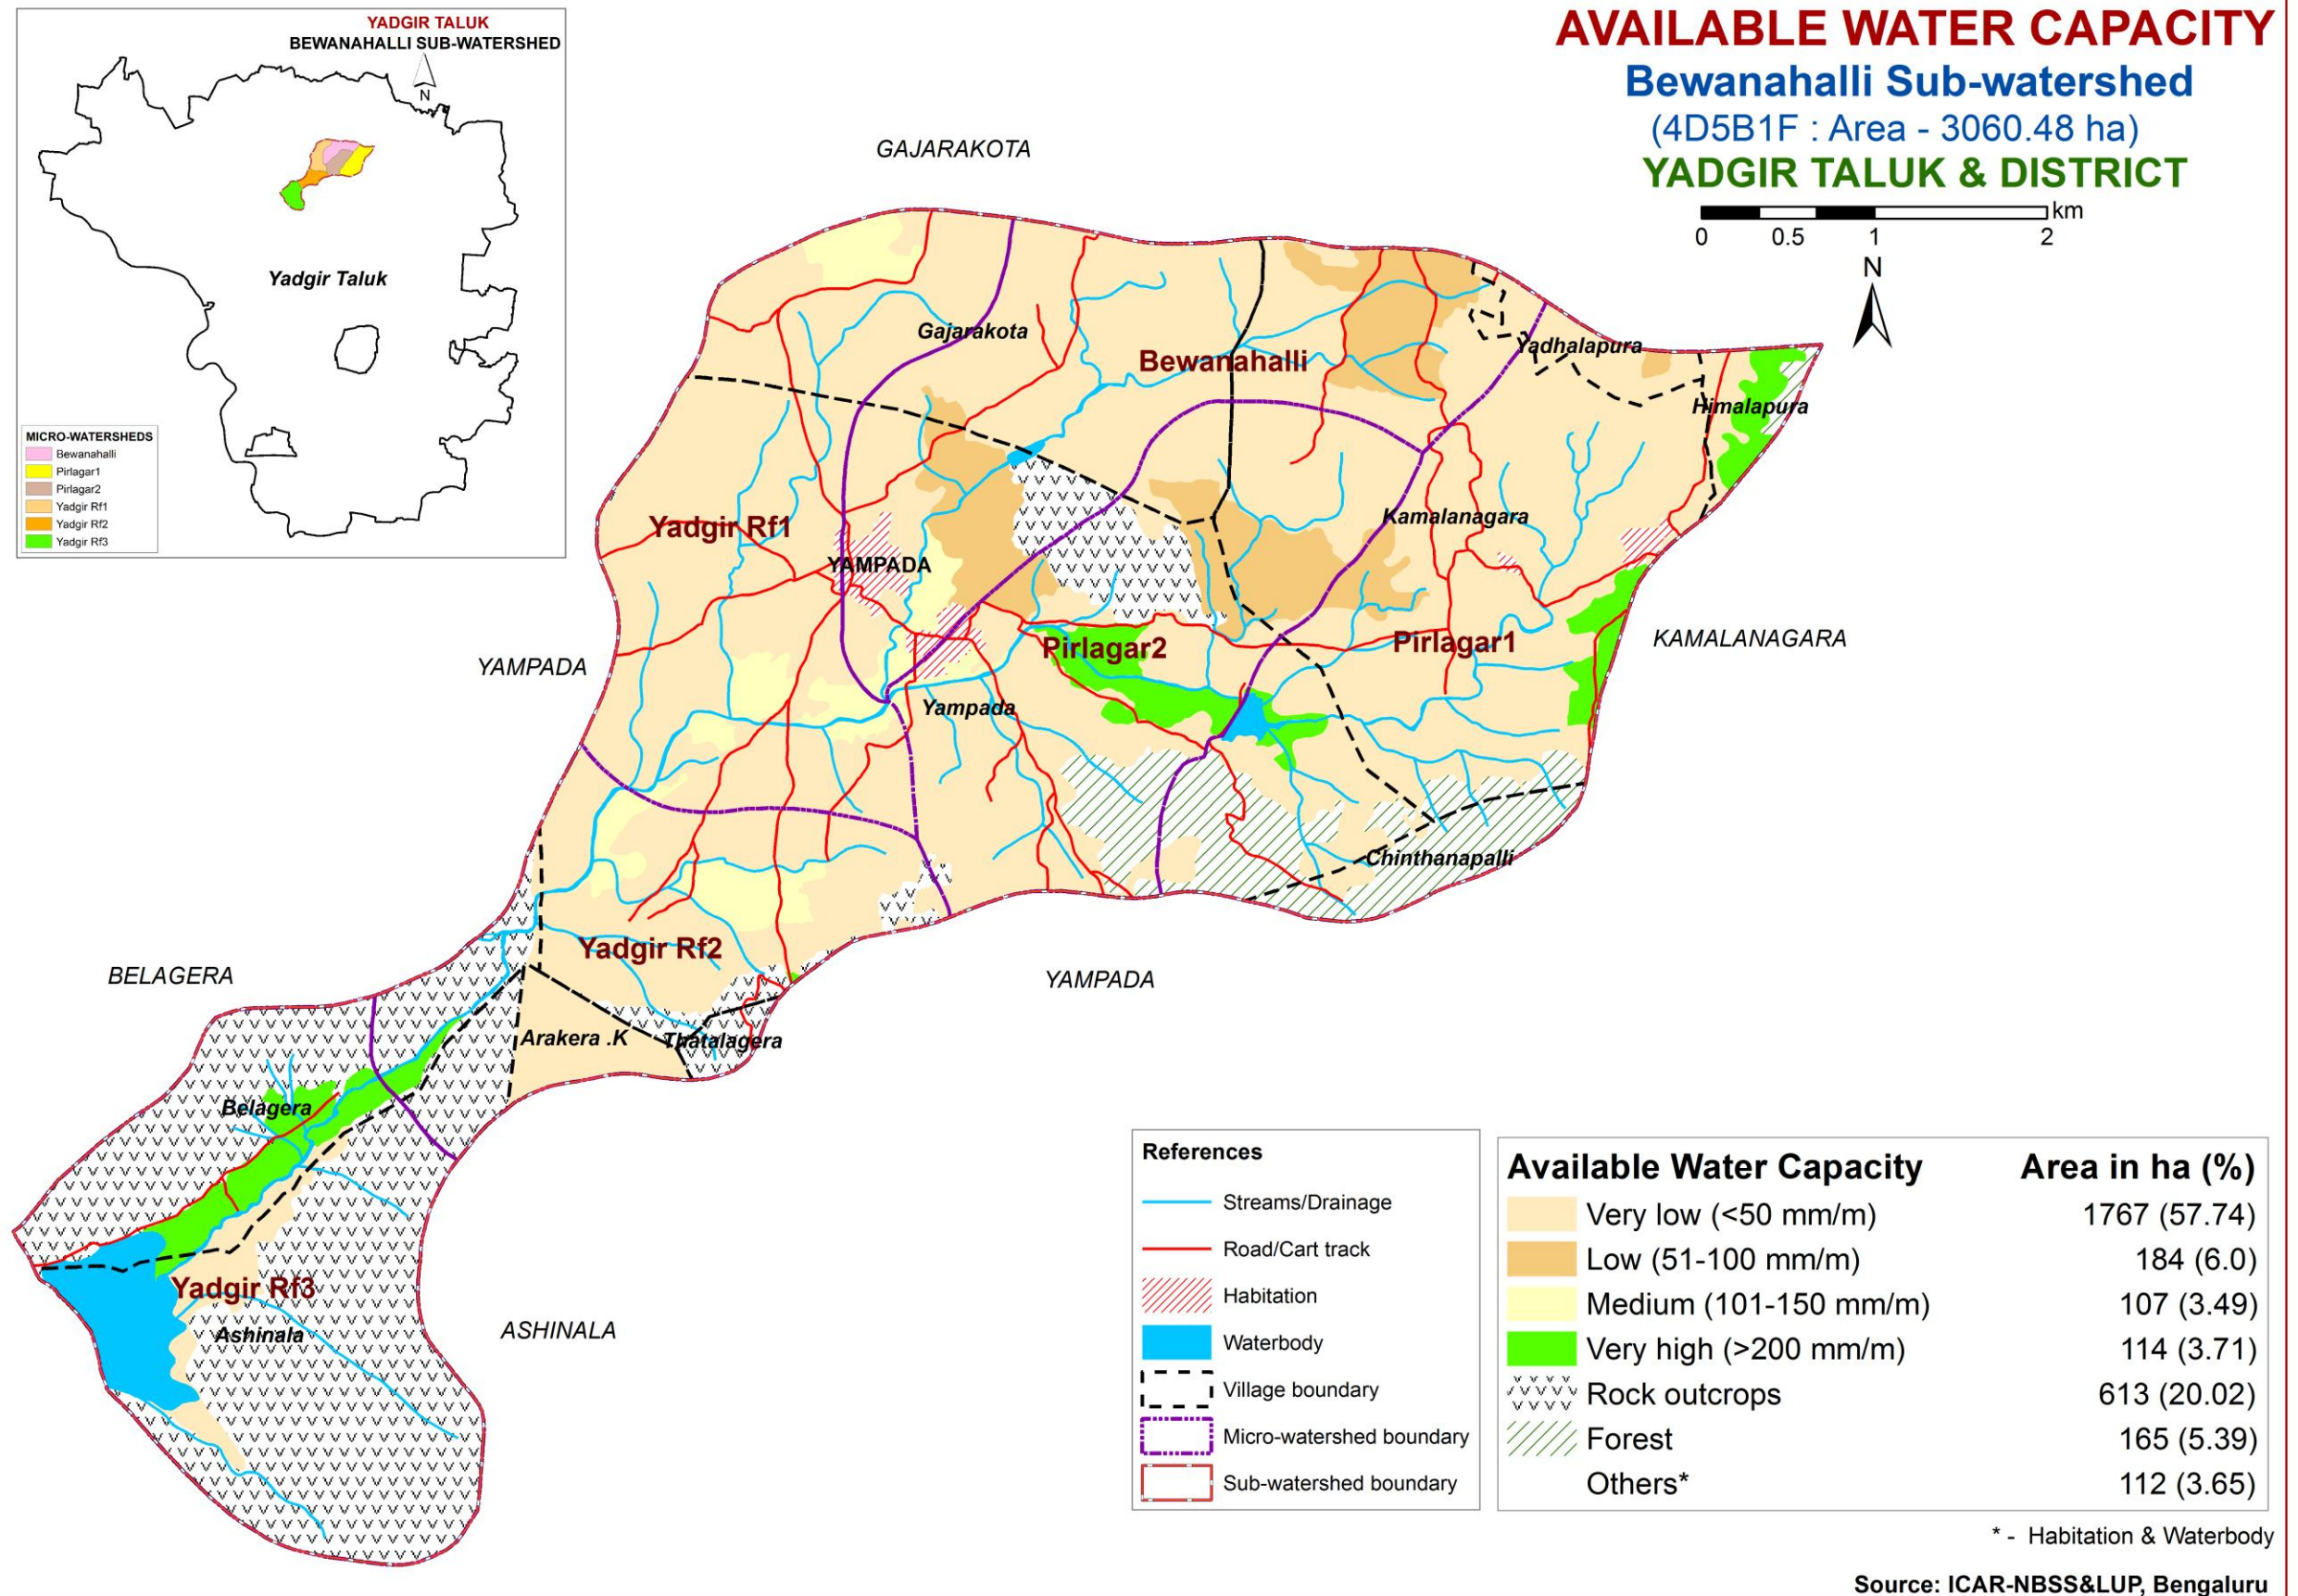 YADGIR TALUK
BEWANAHALLI SUB-WATERSHED
N
Yadgir Taluk
MICRO-WATERSHEDS
Bewanahalli
Pirlagar1
Pirlagar2
Yadgir Rf1
Yadgir Rf2
Yadgir Rf3
AVAILABLE WATER CAPACITY
Bewanahalli Sub-watershed
(4D5B1F : Area - 3060.48 ha)
YADGIR TALUK & DISTRICT
km
0 0.5 1 2
N
GAJARAKOTA
Gajarakota
Bewanahalli
Yadhalapura
Himalapura
Yadgir Rf1
Kamalanagara
YAMPADA
Pirlagar2
Pirlagar1
KAMALANAGARA
YAMPADA
Yampada
Chinthanapalli
Yadgir Rf2
BELAGERA
YAMPADA
Arakera .K
Thatalagera
Belagera
Yadgir Rf3
Ashinala
ASHINALA
References
Streams/Drainage
Road/Cart track
Habitation
Waterbody
Village boundary
Micro-watershed boundary
Sub-watershed boundary
Available Water Capacity Area in ha (%)
Very low (<50 mm/m) 1767 (57.74)
Low (51-100 mm/m) 184 (6.0)
Medium (101-150 mm/m) 107 (3.49)
Very high (>200 mm/m) 114 (3.71)
Rock outcrops 613 (20.02)
Forest 165 (5.39)
Others* 112 (3.65)
* - Habitation & Waterbody
Source: ICAR-NBSS&LUP, Bengaluru